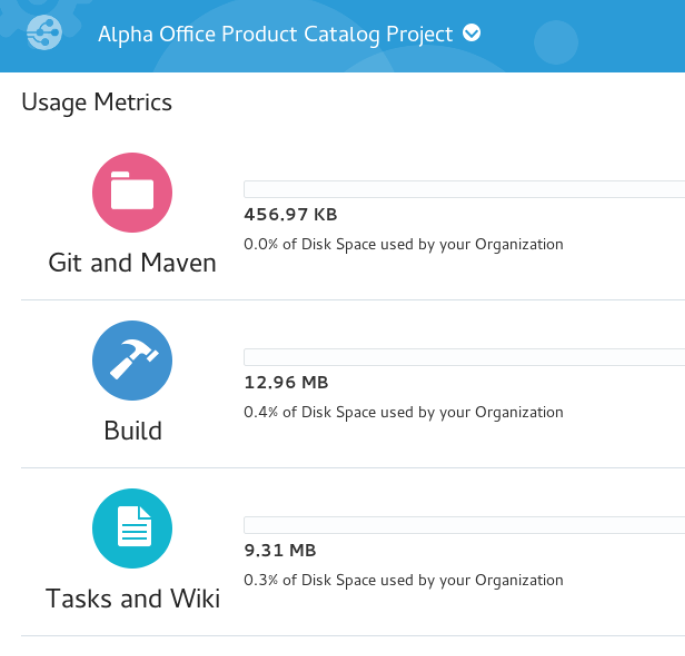 Alpha Office Product Catalog Project
Usage Metrics
456.97 KB
0.0% of Disk Space used by your Organization
Git and Maven
12.96 MB
0.4% of Disk Space used by your Organization
Build
9.31 MB
0.3% of Disk Space used by your Organization
Tasks and Wiki